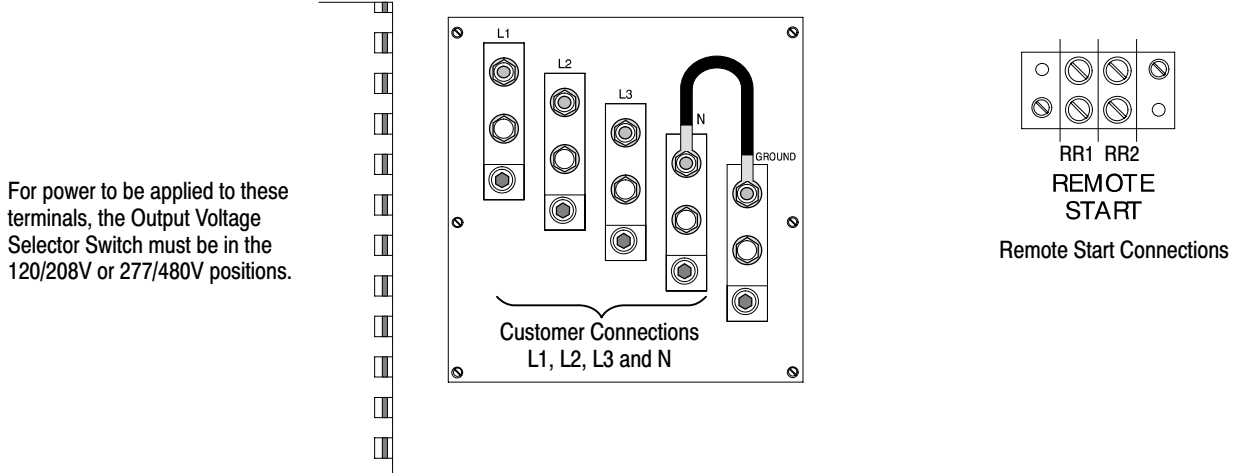 For power to be applied to these
terminals, the Output Voltage
Selector Switch must be in the
120/208V or 277/480V positions.
L1
L2
L3
N
GROUND
Customer Connections
L1, L2, L3 and N
RR1 RR2
REMOTE
START
Remote Start Connections